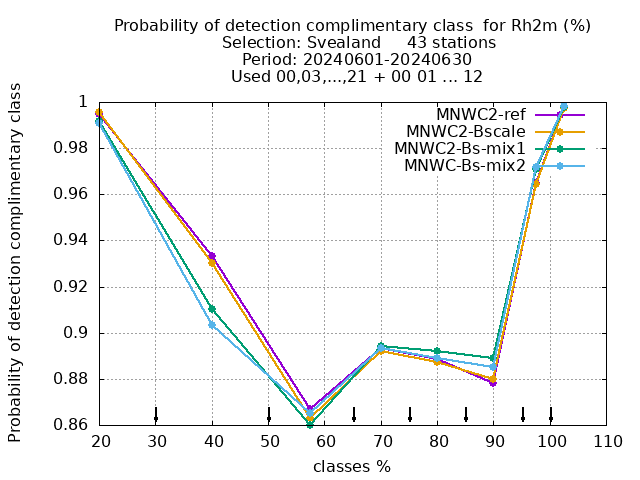 Probability of detection complimentary class  for Rh2m (%)
Selection: Svealand     43 stations
Period: 20240601-20240630
Used 00,03,...,21 + 00 01 ... 12
Probability of detection complimentary class
1
0.98
0.96
0.94
0.92
0.9
0.88
0.86
MNWC2-ref
MNWC2-Bscale
MNWC2-Bs-mix1
MNWC-Bs-mix2
20 30 40 50 60 70 80 90 100 110
classes %